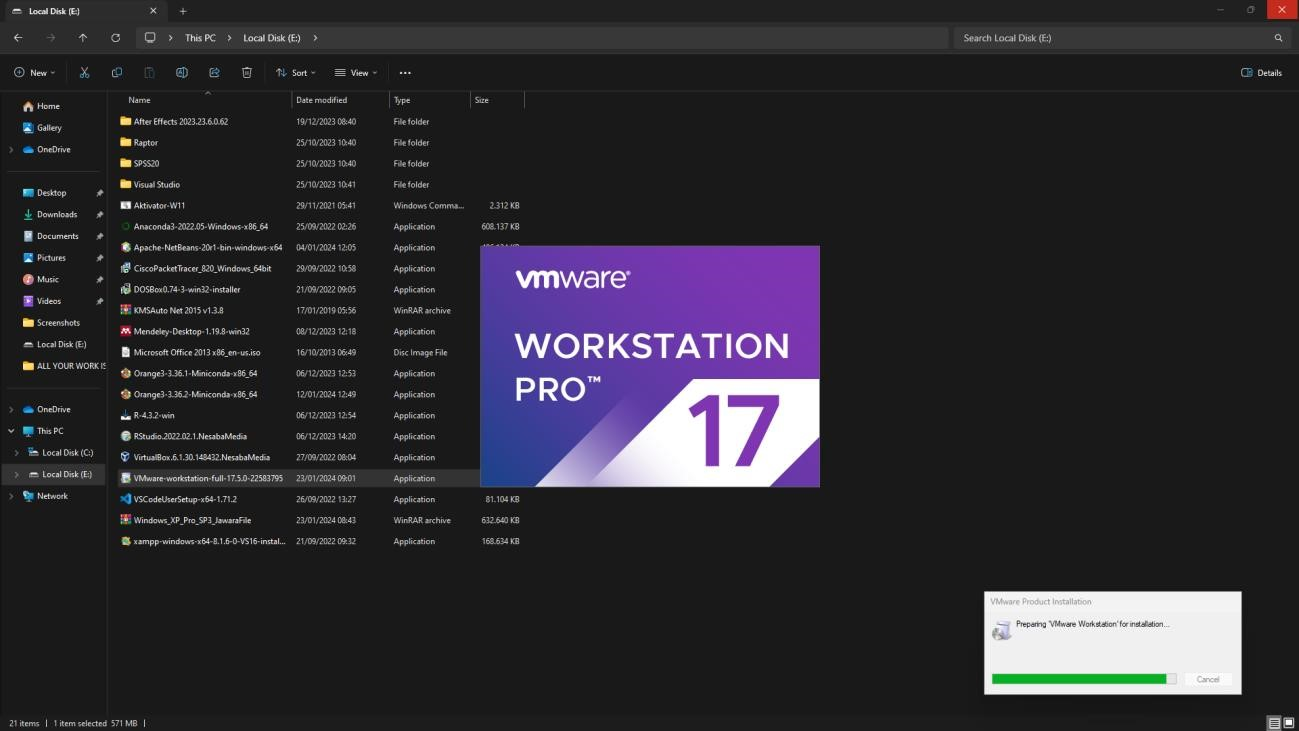 Local Disk (E:)
This PC > Local Disk (E:) >
Search Local Disk (E:)
New
Sort
View
Details
Home
Gallery
OneDrive
Desktop
Downloads
Documents
Pictures
Music
Videos
Screenshots
Local Disk (E:)
ALL YOUR WORK IS
OneDrive
This PC
Local Disk (C:)
Local Disk (E:)
Network
Name Date modified Type Size
After Effects 2023.23.6.0.62 19/12/2023 08:40 File folder
Raptor 25/10/2023 10:40 File folder
SPSS20 25/10/2023 10:40 File folder
Visual Studio 25/10/2023 10:41 File folder
Aktivator-W11 29/11/2021 05:41 Windows Comma... 2.312 KB
Anaconda3-2022.05-Windows-x86_64 25/09/2022 02:26 Application 608.137 KB
Apache-NetBeans-20r1-bin-windows-x64 04/01/2024 12:05 Application
CiscoPacketTracer_820_Windows_64bit 29/09/2022 10:58 Application
DOSBox0.74-3-win32-installer 21/09/2022 09:05 Application
KMSAuto Net 2015 v1.3.8 17/01/2019 05:56 WinRAR archive
Mendeley-Desktop-1.19.8-win32 08/12/2023 12:18 Application
Microsoft Office 2013 x86_en-us.iso 16/10/2013 06:49 Disc Image File
Orange3-3.36.1-Miniconda-x86_64 06/12/2023 12:53 Application
Orange3-3.36.2-Miniconda-x86_64 12/01/2024 12:49 Application
R-4.3.2-win 06/12/2023 12:54 Application
RStudio.2022.02.1.NesabaMedia 06/12/2023 14:20 Application
VirtualBox.6.1.30.148432.NesabaMedia 27/09/2022 08:04 Application
VMware-workstation-full-17.5.0-22583795 23/01/2024 09:01 Application
VSCodeUserSetup-x64-1.71.2 26/09/2022 13:27 Application 81.104 KB
Windows_XP_Pro_SP3_JawaraFile 23/01/2024 08:43 WinRAR archive 632.640 KB
xampp-windows-x64-8.1.6-0-VS16-instal... 21/09/2022 09:32 Application 168.634 KB
vmware®
WORKSTATION
PRO™
17
VMware Product Installation
Preparing 'VMware Workstation' for installation...
Cancel
21 items 1 item selected 571 MB